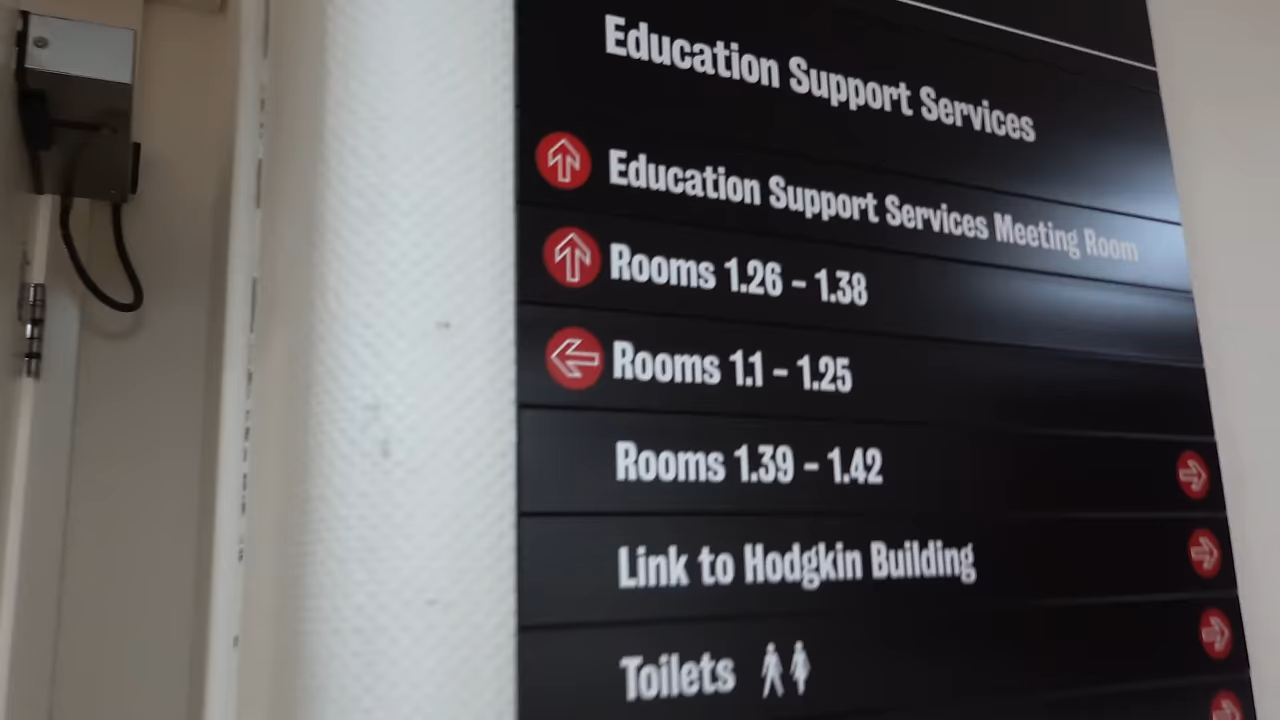 Education Support Services
Education Support Services Meeting Room
Rooms 1.26 – 1.38
Rooms 1.1 – 1.25
Rooms 1.39 – 1.42
Link to Hodgkin Building
Toilets